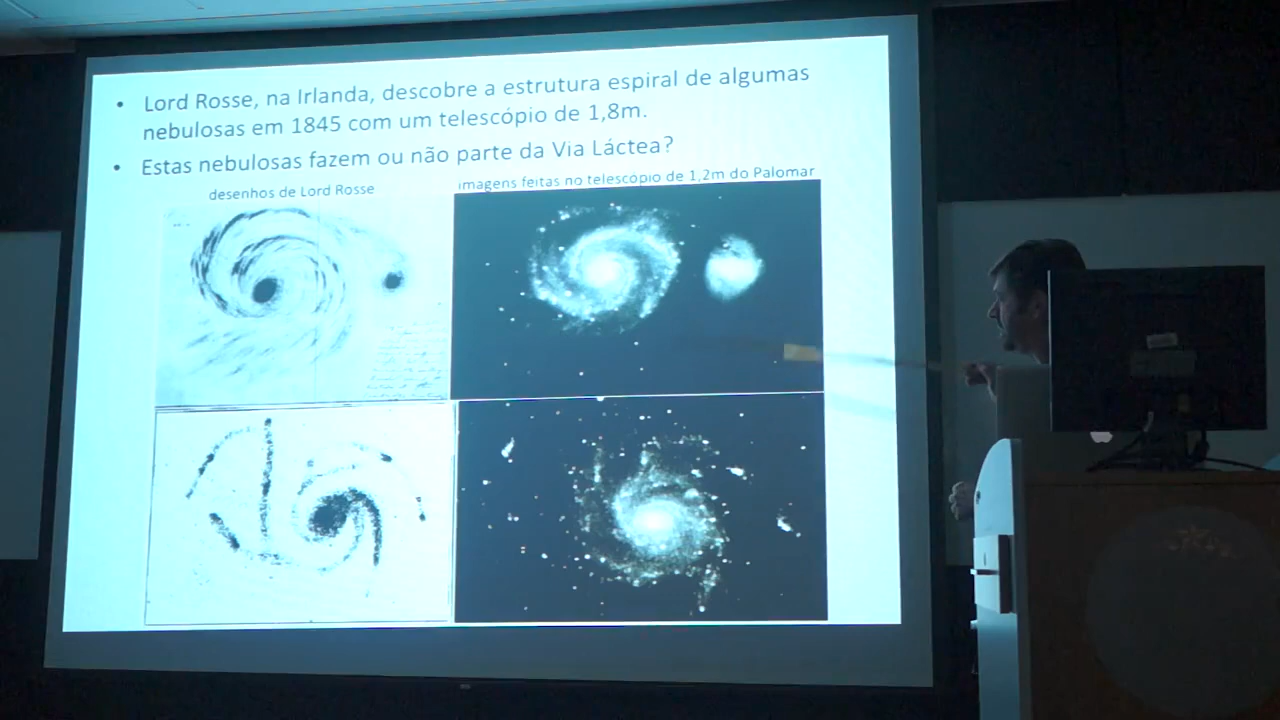 • Lord Rosse, na Irlanda, descobre a estrutura espiral de algumas
nebulosas em 1845 com um telescópio de 1,8m.
• Estas nebulosas fazem ou não parte da Via Láctea?
desenhos de Lord Rosse
imagens feitas no telescópio de 1,2m do Palomar